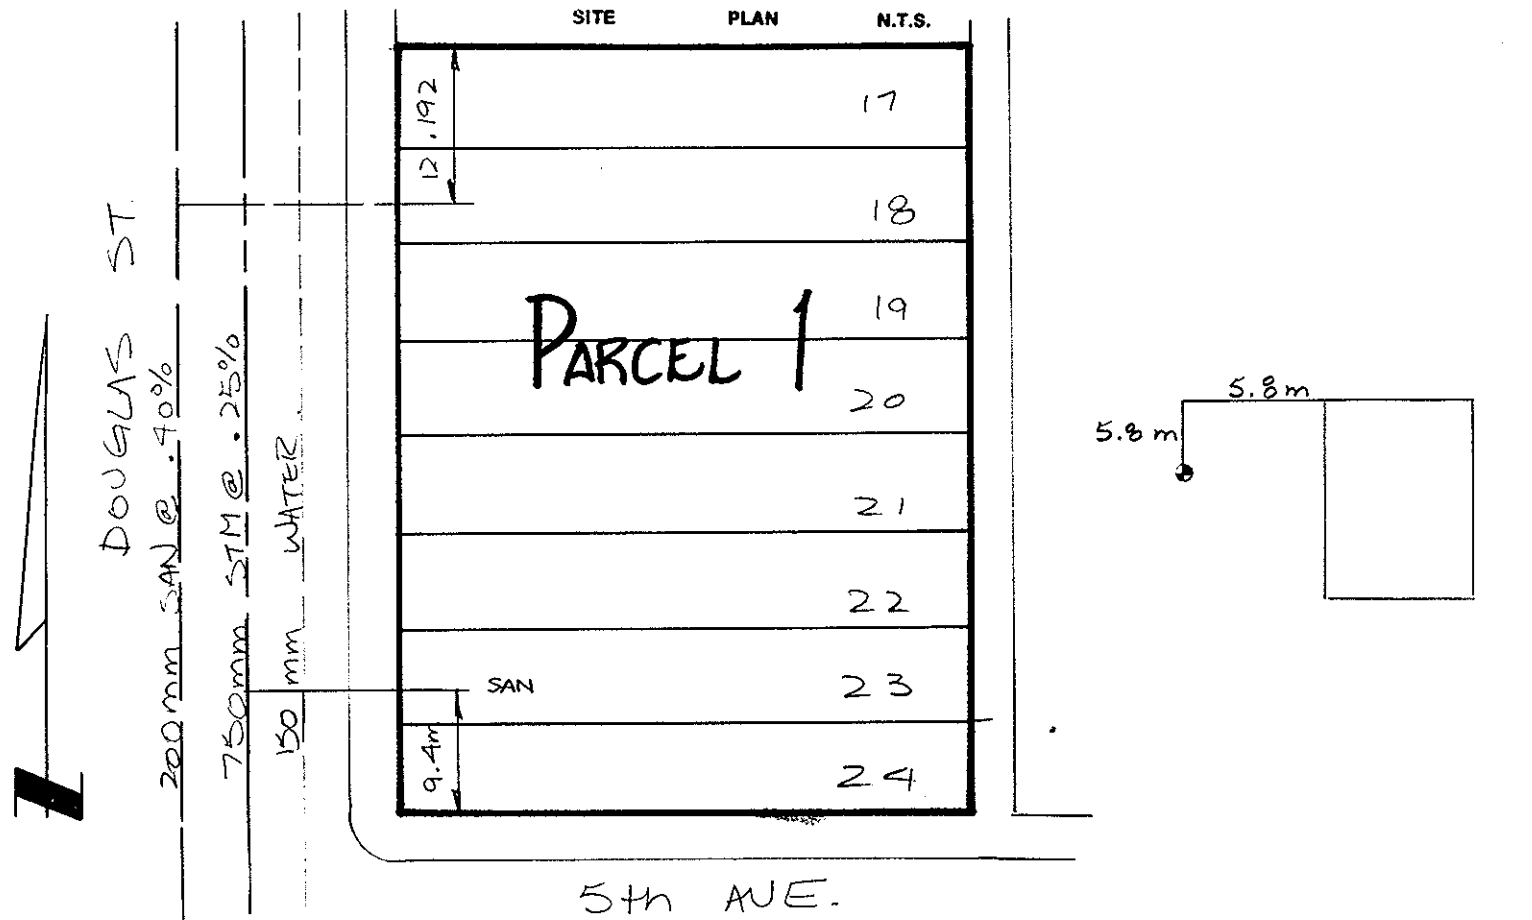 SITE PLAN N.T.S.
12.192
17
18
19
PARCEL 1
20
21
22
SAN
23
9.4m
24
DOUGLAS ST.
200mm SAN @ .40%
750mm STM @ .25%
150 mm WATER
5.8m
5.8m
5th AVE.